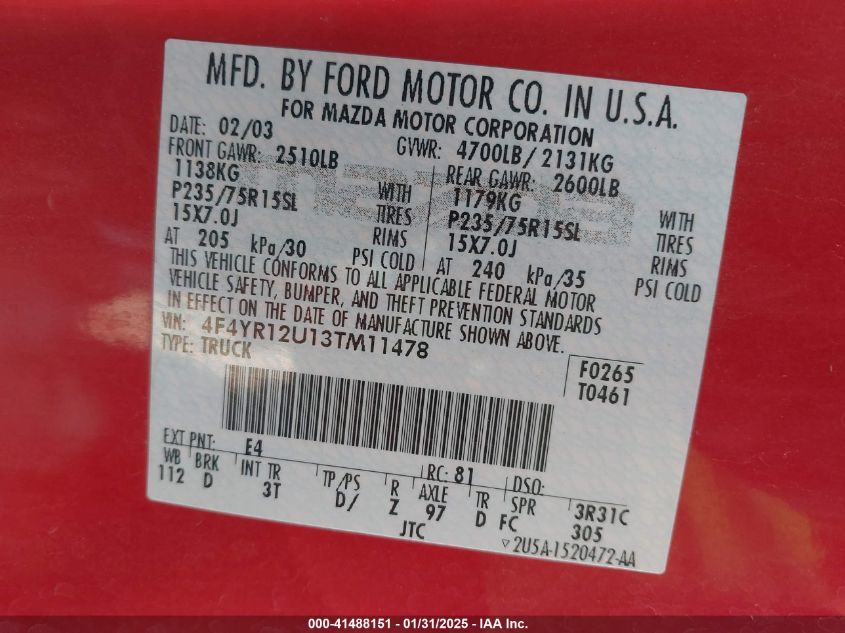 MFD. BY FORD MOTOR CO. IN U.S.A.
FOR MAZDA MOTOR CORPORATION
DATE: 02/03 GVWR: 4700LB/2131KG
FRONT GAWR: 2510LB REAR GAWR: 2600LB
1138KG WITH 1179KG WITH
P235/75R15SL TIRES P235/75R15SL TIRES
15X7.0J RIMS 15X7.0J RIMS
AT 205 kPa/30 PSI COLD AT 240 kPa/35 PSI COLD
THIS VEHICLE CONFORMS TO ALL APPLICABLE FEDERAL MOTOR
VEHICLE SAFETY, BUMPER, AND THEFT PREVENTION STANDARDS
IN EFFECT ON THE DATE OF MANUFACTURE SHOWN ABOVE.
VIN: 4F4YR12U13TM11478
TYPE: TRUCK
F0265
T0461
EXT PNT: E4 RC: 81 DSO:
WB BRK INT TR TP/PS R AXLE TR SPR 3R31C
112 D 3T D/ Z 97 D FC 305
JTC ▽2U5A-1520472-AA
000-41488151 - 01/31/2025 - IAA Inc.